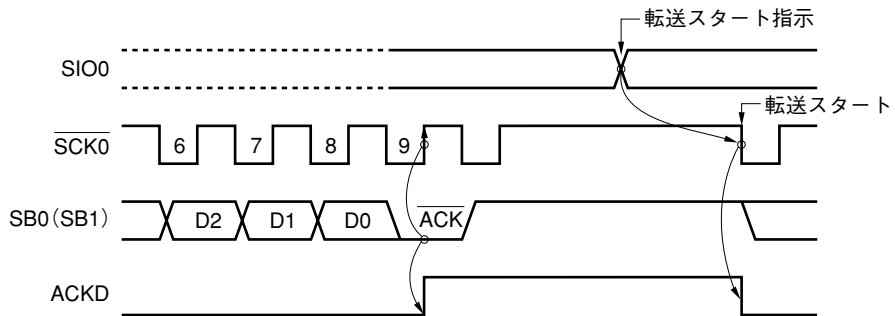 転送スタート指示
SIO0
転送スタート
SCK0 6 7 8 9
SB0(SB1) D2 D1 D0 ACK
ACKD